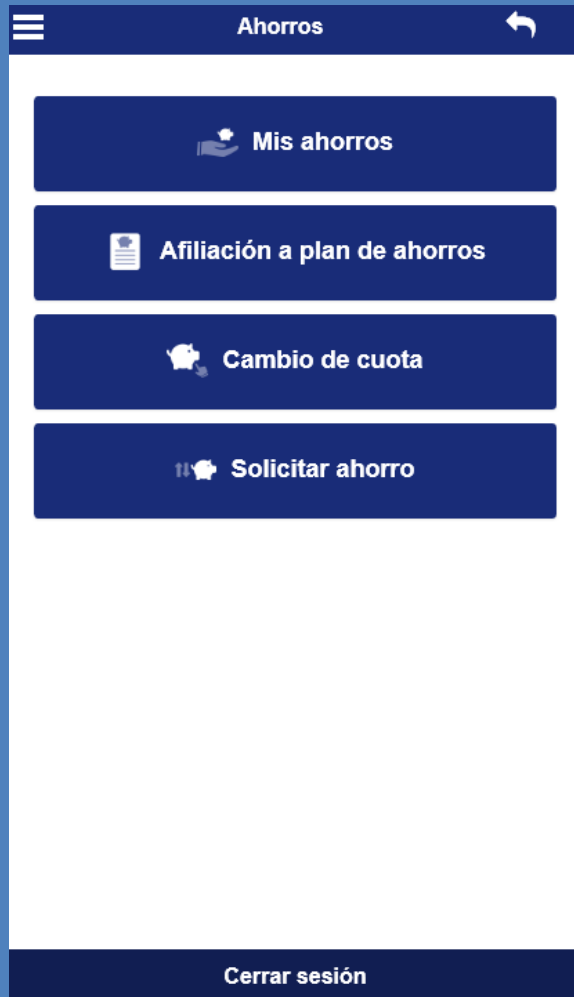 Ahorros
Mis ahorros
Afiliación a plan de ahorros
Cambio de cuota
Solicitar ahorro
Cerrar sesión